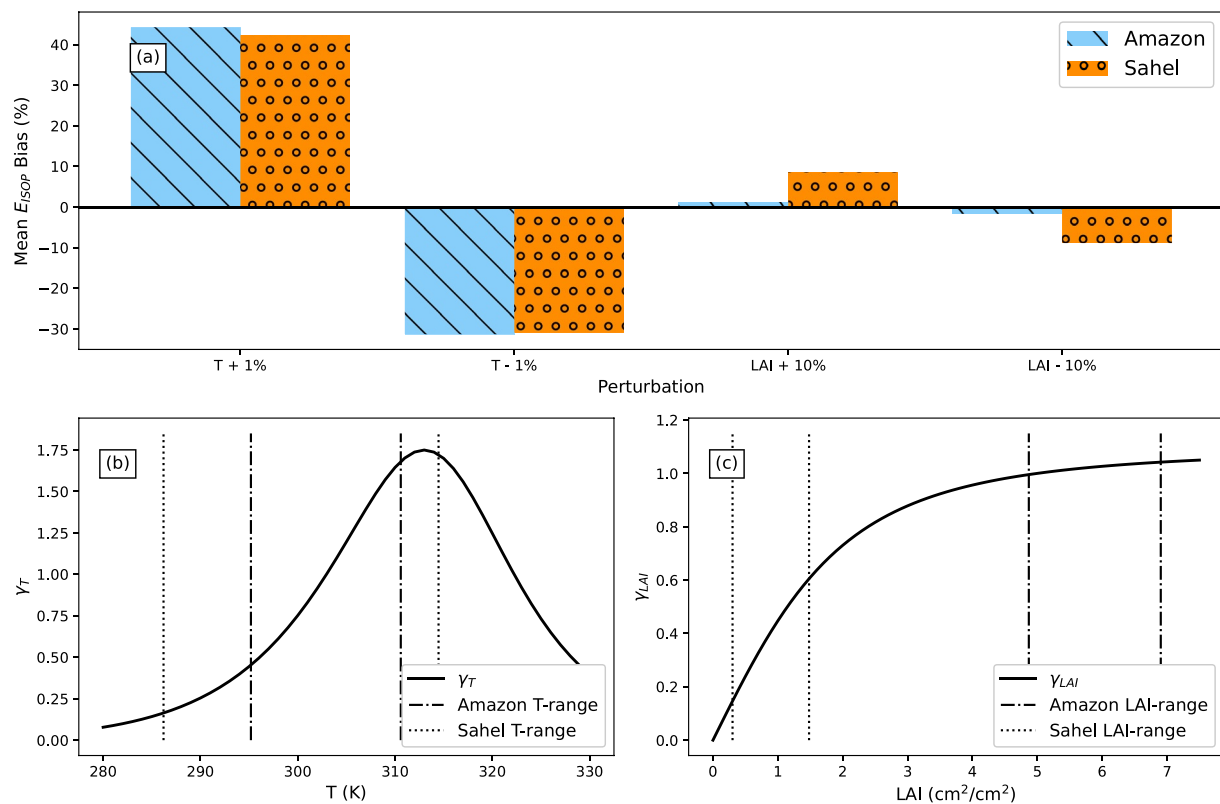 (a)
Amazon
Sahel
Mean E_ISOP Bias (%)
40
30
20
10
0
−10
−20
−30
T + 1%
T - 1%
LAI + 10%
LAI - 10%
Perturbation
(b)
γ_T
1.75
1.50
1.25
1.00
0.75
0.50
0.25
0.00
280
290
300
310
320
330
T (K)
γ_T
Amazon T-range
Sahel T-range
(c)
γ_LAI
1.2
1.0
0.8
0.6
0.4
0.2
0.0
0
1
2
3
4
5
6
7
LAI (cm²/cm²)
γ_LAI
Amazon LAI-range
Sahel LAI-range